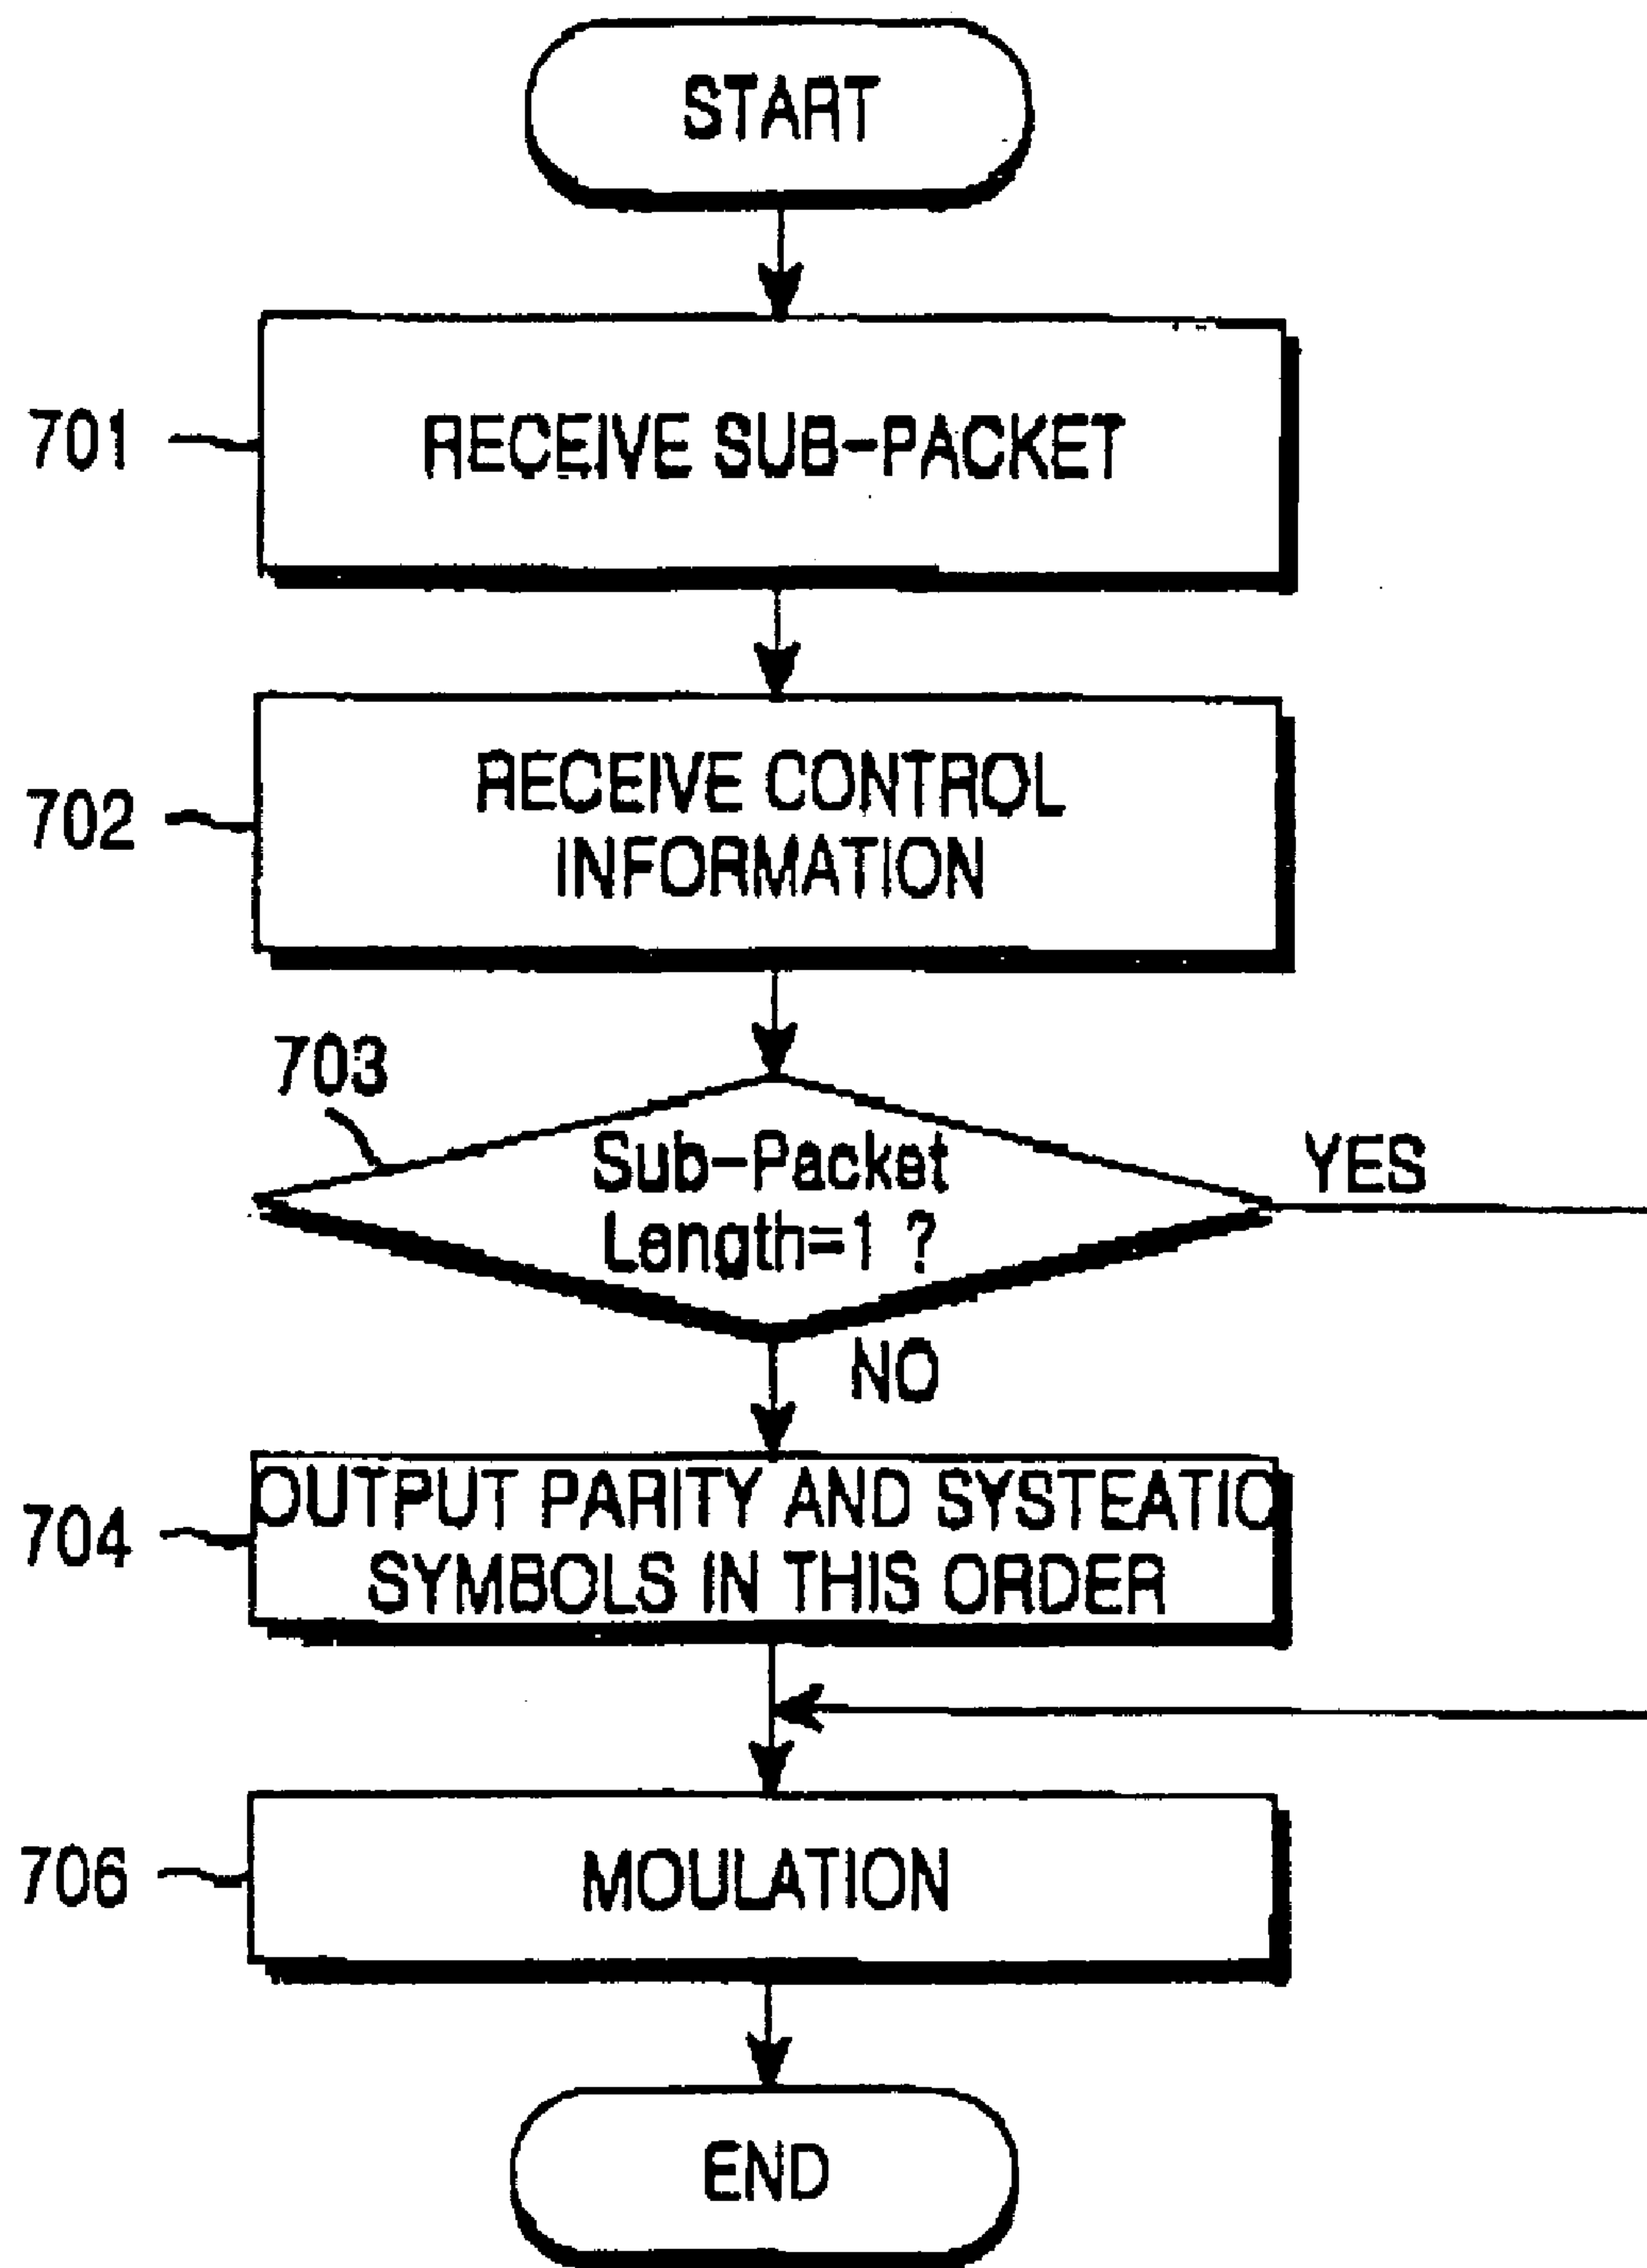 START
701
RECEIVE SUB-PACKET
702
RECEIVE CONTROL
INFORMATION
703
Sub-Packet
Length=1 ?
YES
NO
704
OUTPUT PARITY AND SYSTEATIC
SYMBOLS IN THIS ORDER
706
MOULATION
END